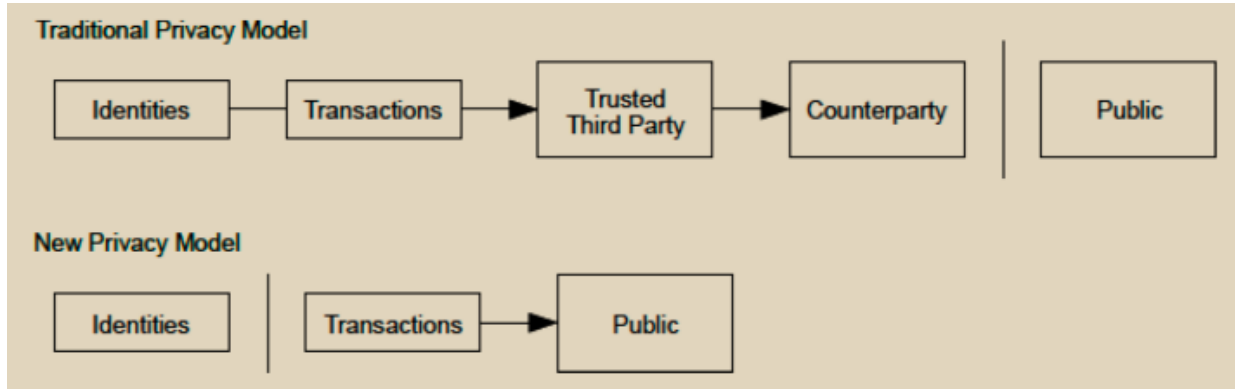 Traditional Privacy Model
Identities
Transactions
Trusted
Third Party
Counterparty
Public
New Privacy Model
Identities
Transactions
Public